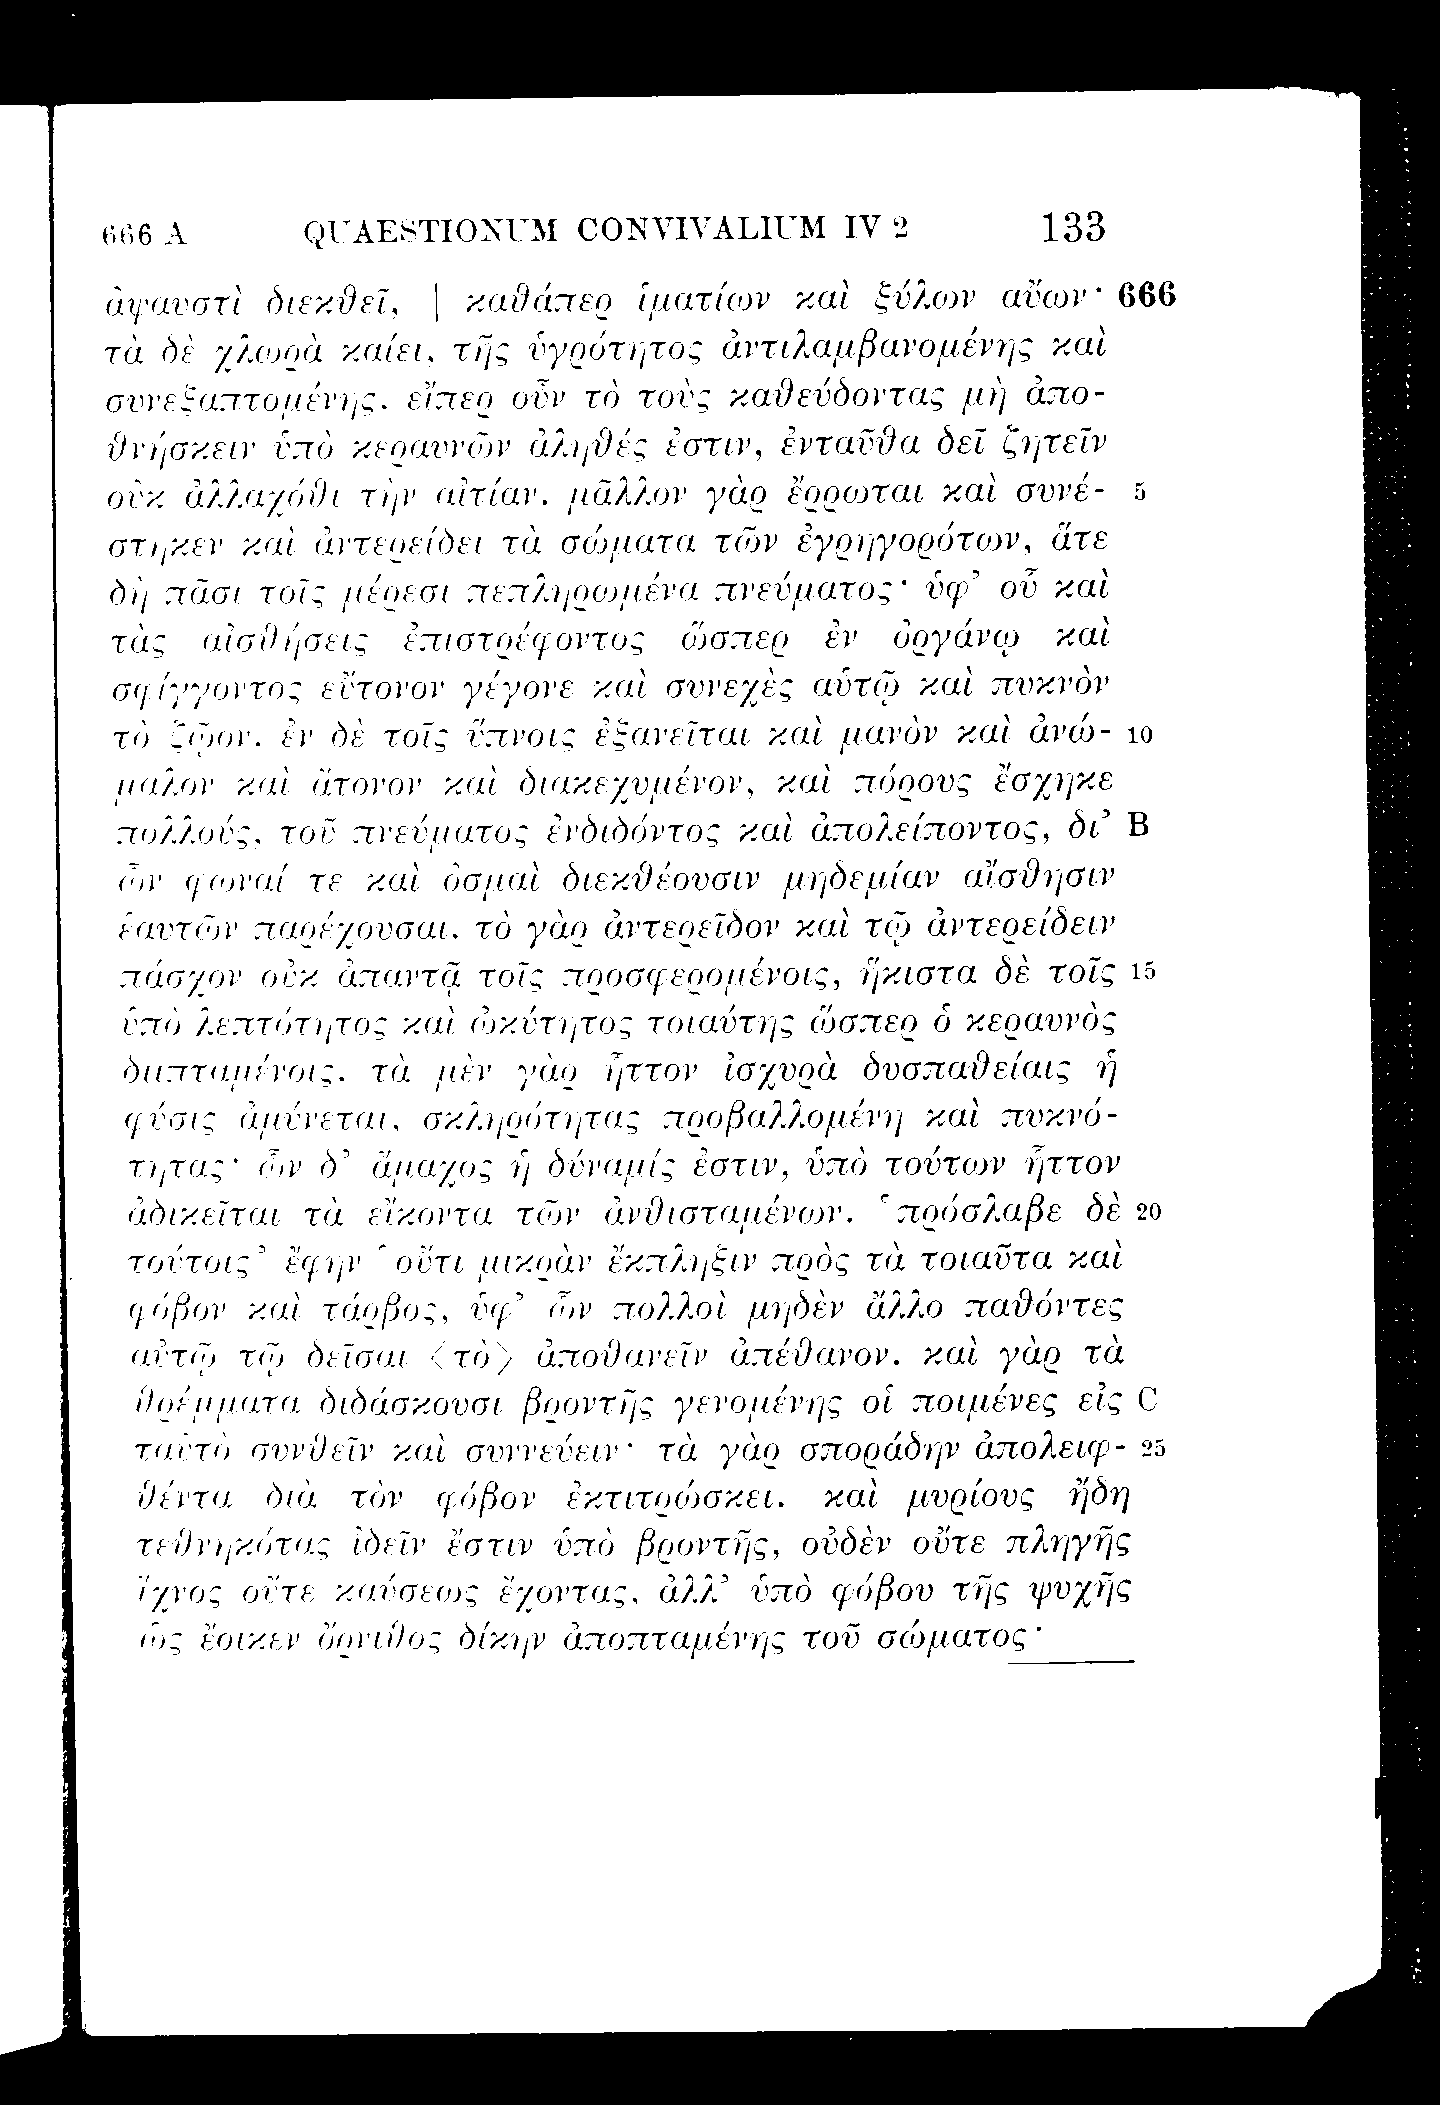 666 A QUAESTIONUM CONVIVALIUM IV 2 133
ἀψαυστὶ διεκθεῖ, | καθάπερ ἱματίων καὶ ξύλων αὔων· 666
τὰ δὲ χλωρὰ καίει, τῆς ὑγρότητος ἀντιλαμβανομένης καὶ
συνεξαπτομένης. εἴπερ οὖν τὸ τοὺς καθεύδοντας μὴ ἀπο-
θνήσκειν ὑπὸ κεραυνῶν ἀληθές ἐστιν, ἐνταῦθα δεῖ ζητεῖν
οὐκ ἀλλαχόθι τὴν αἰτίαν. μᾶλλον γὰρ ἔρρωται καὶ συνέ- 5
στηκεν καὶ ἀντερείδει τὰ σώματα τῶν ἐγρηγορότων, ἅτε
δὴ πᾶσι τοῖς μέρεσι πεπληρωμένα πνεύματος· ὑφ’ οὗ καὶ
τὰς αἰσθήσεις ἐπιστρέφοντος ὥσπερ ἐν ὀργάνῳ καὶ
σφίγγοντος εὔτονον γέγονε καὶ συνεχὲς αὑτῷ καὶ πυκνὸν
τὸ ζῷον. ἐν δὲ τοῖς ὕπνοις ἐξανεῖται καὶ μανὸν καὶ ἀνώ- 10
μαλον καὶ ἄτονον καὶ διακεχυμένον, καὶ πόρους ἔσχηκε
πολλούς, τοῦ πνεύματος ἐνδιδόντος καὶ ἀπολείποντος, δι’ B
ὧν φωναί τε καὶ ὀσμαὶ διεκθέουσιν μηδεμίαν αἴσθησιν
ἑαυτῶν παρέχουσαι. τὸ γὰρ ἀντερεῖδον καὶ τῷ ἀντερείδειν
πάσχον οὐκ ἀπαντᾷ τοῖς προσφερομένοις, ἥκιστα δὲ τοῖς 15
ὑπὸ λεπτότητος καὶ ὠκύτητος τοιαύτης ὥσπερ ὁ κεραυνὸς
διιπταμένοις. τὰ μὲν γὰρ ἧττον ἰσχυρὰ δυσπαθείαις ἡ
φύσις ἀμύνεται, σκληρότητας προβαλλομένη καὶ πυκνό-
τητας· ὧν δ’ ἄμαχος ἡ δύναμίς ἐστιν, ὑπὸ τούτων ἧττον
ἀδικεῖται τὰ εἴκοντα τῶν ἀνθισταμένων. ‘πρόσλαβε δὲ 20
τούτοις’ ἔφην ‘οὔτι μικρὰν ἔκπληξιν πρὸς τὰ τοιαῦτα καὶ
φόβον καὶ τάρβος, ὑφ’ ὧν πολλοὶ μηδὲν ἄλλο παθόντες
αὐτῷ τῷ δεῖσαι <τὸ> ἀποθανεῖν ἀπέθανον. καὶ γὰρ τὰ
θρέμματα διδάσκουσι βροντῆς γενομένης οἱ ποιμένες εἰς C
ταὐτὸ συνθεῖν καὶ συννεύειν· τὰ γὰρ σποράδην ἀπολειφ- 25
θέντα διὰ τὸν φόβον ἐκτιτρώσκει. καὶ μυρίους ἤδη
τεθνηκότας ἰδεῖν ἔστιν ὑπὸ βροντῆς, οὐδὲν οὔτε πληγῆς
ἴχνος οὔτε καύσεως ἔχοντας, ἀλλ’ ὑπὸ φόβου τῆς ψυχῆς
ὡς ἔοικεν ὄρνιθος δίκην ἀποπταμένης τοῦ σώματος·